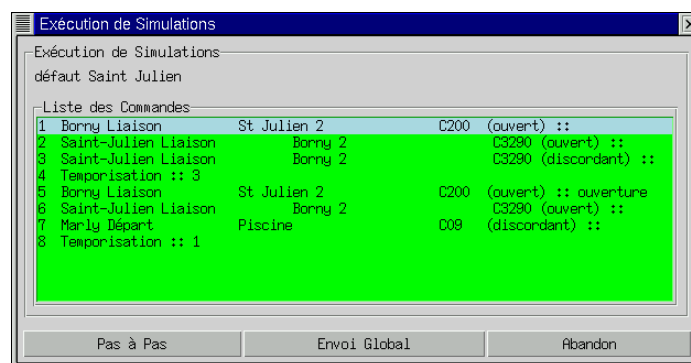 Exécution de Simulations
Exécution de Simulations
défaut Saint Julien
Liste des Commandes
1 Borny Liaison St Julien 2 C200 (ouvert) ::
2 Saint-Julien Liaison Borny 2 C3290 (ouvert) ::
3 Saint-Julien Liaison Borny 2 C3290 (discordant) ::
4 Temporisation :: 3
5 Borny Liaison St Julien 2 C200 (ouvert) :: ouverture
6 Saint-Julien Liaison Borny 2 C3290 (ouvert) ::
7 Marly Départ Piscine C09 (discordant) ::
8 Temporisation :: 1
Pas à Pas Envoi Global Abandon